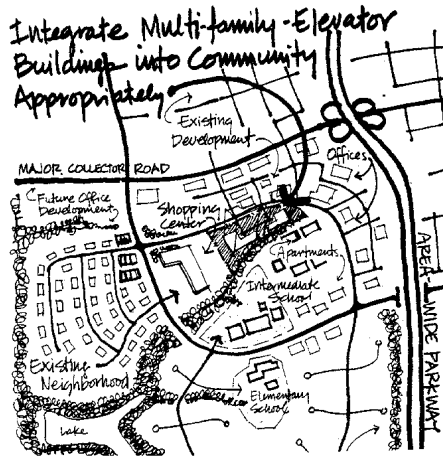 Integrate Multi-family-Elevator
Buildings into Community
Appropriately
Existing
Development
MAJOR COLLECTOR ROAD
Offices
Future Office
Development
Shopping
Center
Apartments
Intermediate
School
AREA-WIDE PARKWAY
Existing
Neighborhood
Elementary
School
Lake